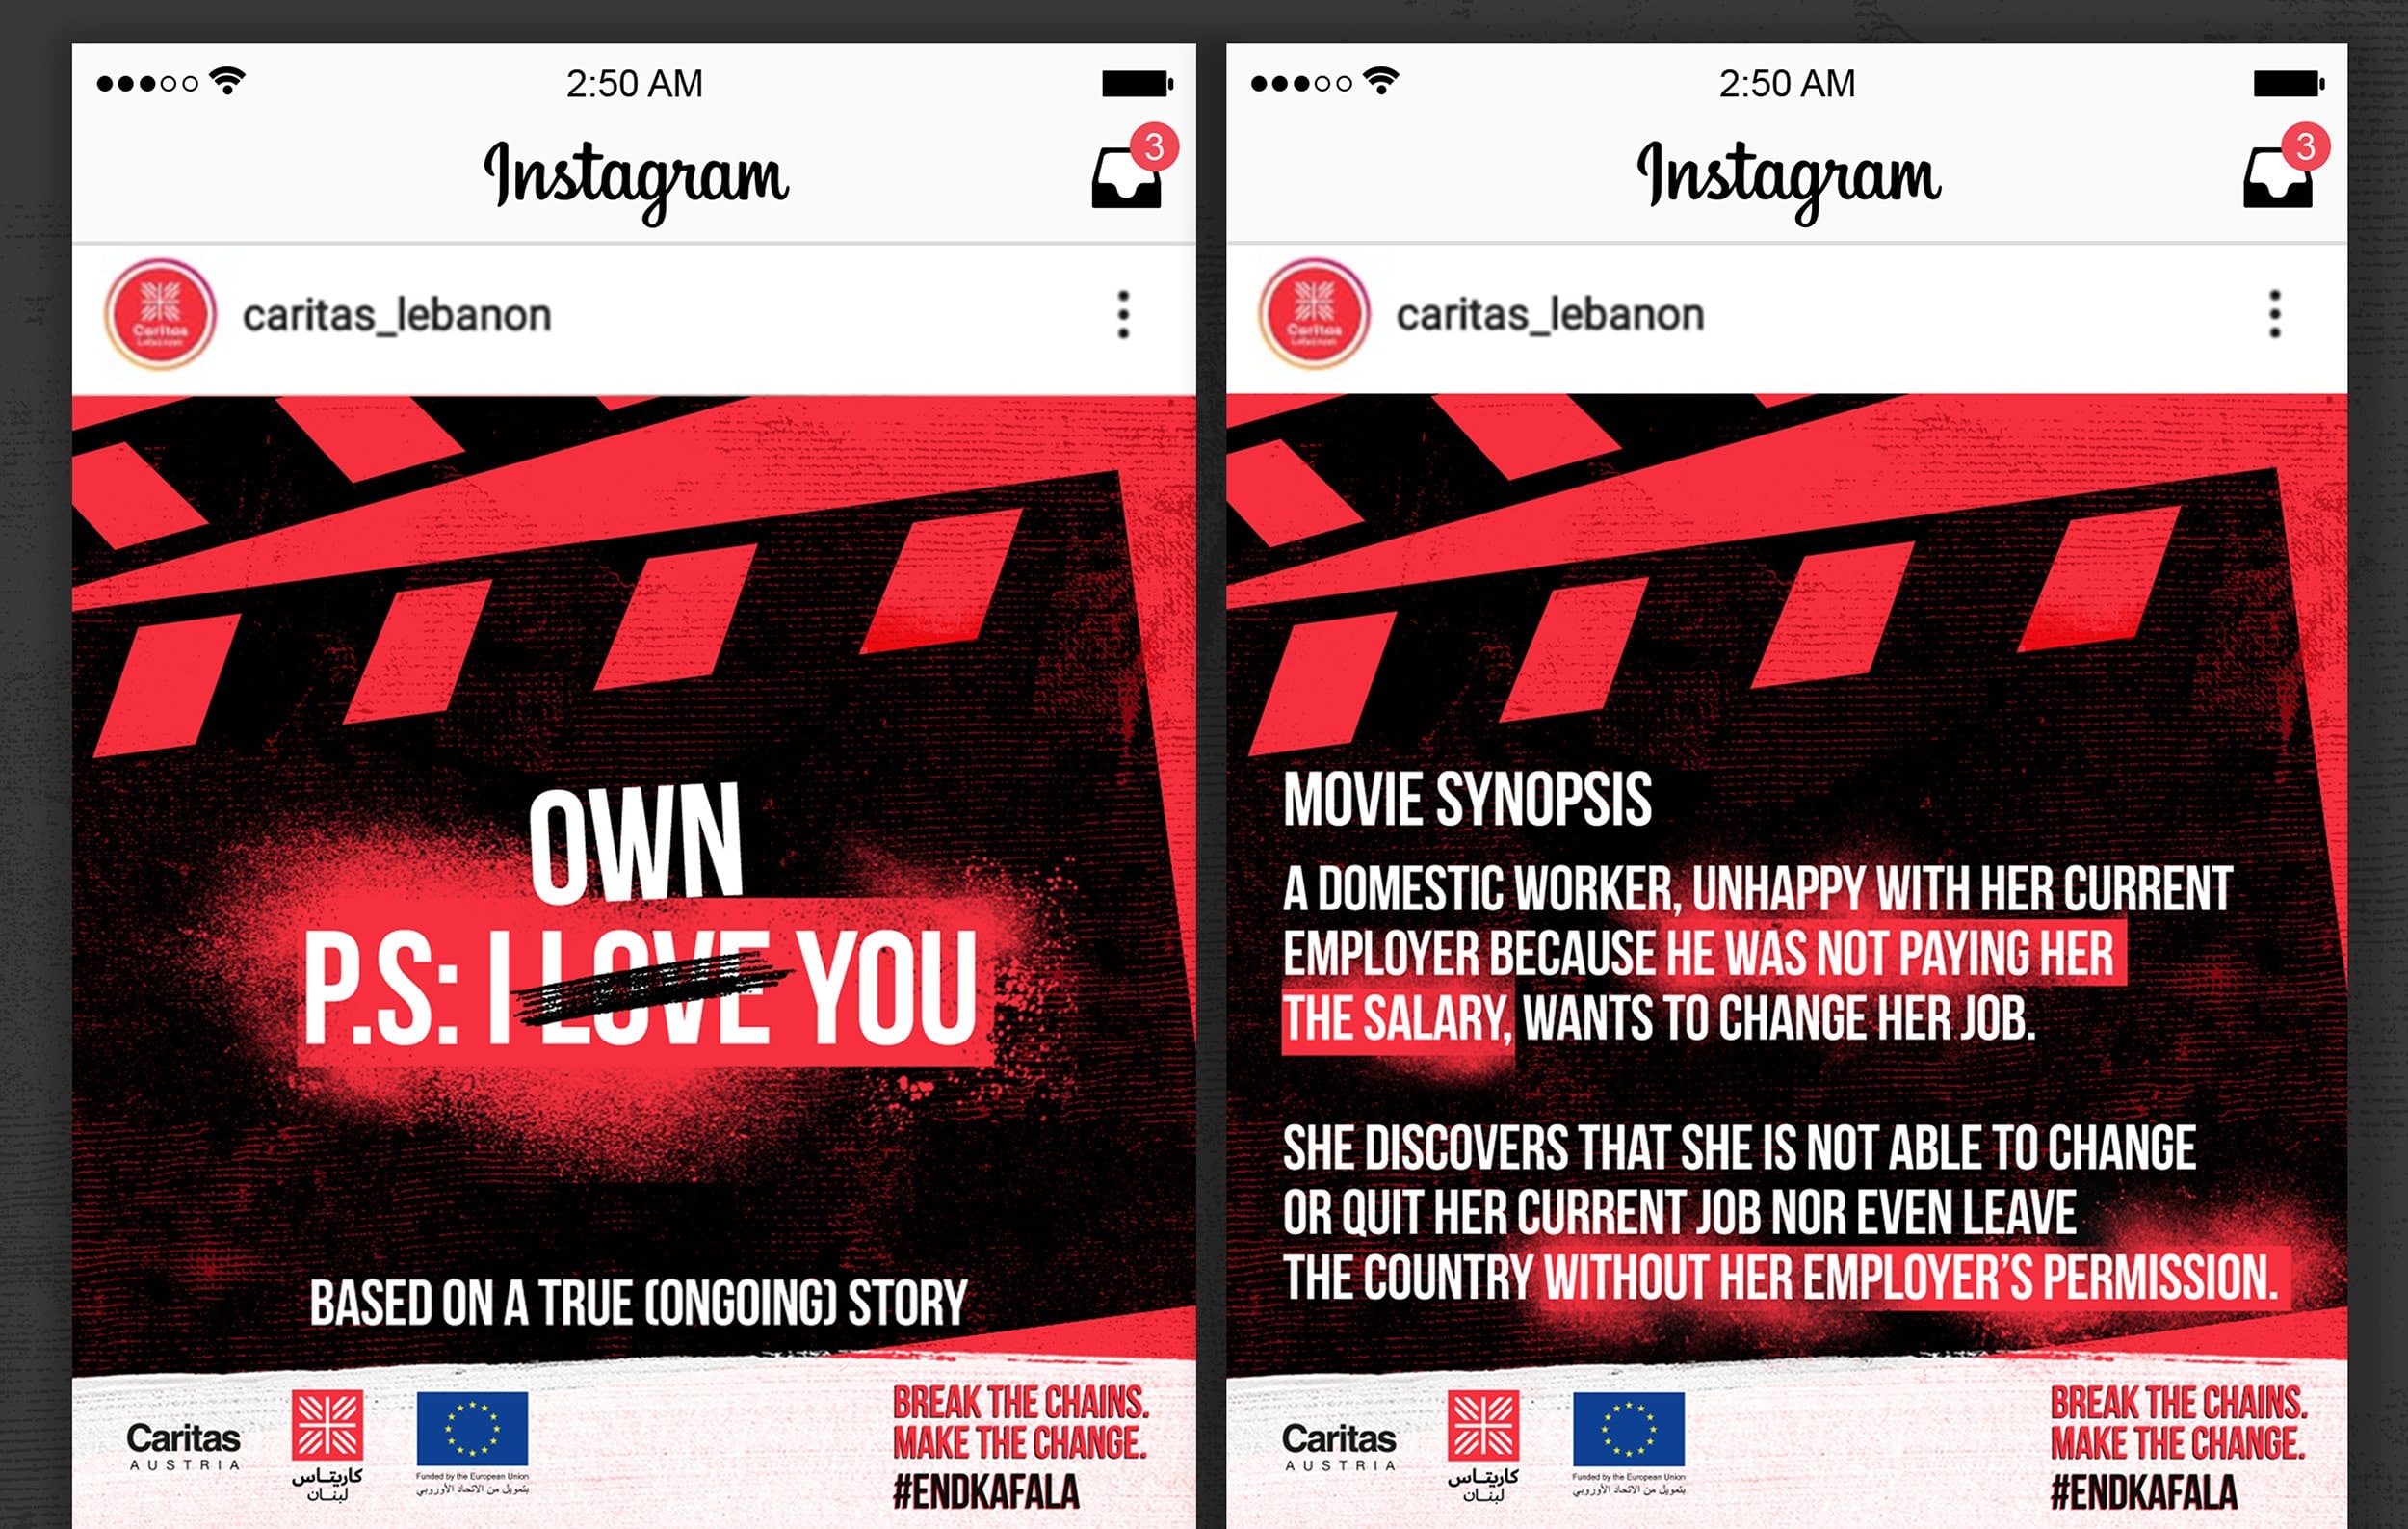 2:50 AM
Instagram
3
caritas_lebanon
OWN
P.S: I LOVE YOU
BASED ON A TRUE (ONGOING) STORY
Caritas
AUSTRIA
كاريتاس
لبنان
Funded by the European Union
بتمويل من الاتحاد الأوروبي
BREAK THE CHAINS.
MAKE THE CHANGE.
#ENDKAFALA
2:50 AM
Instagram
3
caritas_lebanon
MOVIE SYNOPSIS
A DOMESTIC WORKER, UNHAPPY WITH HER CURRENT
EMPLOYER BECAUSE HE WAS NOT PAYING HER
THE SALARY, WANTS TO CHANGE HER JOB.
SHE DISCOVERS THAT SHE IS NOT ABLE TO CHANGE
OR QUIT HER CURRENT JOB NOR EVEN LEAVE
THE COUNTRY WITHOUT HER EMPLOYER'S PERMISSION.
Caritas
AUSTRIA
كاريتاس
لبنان
Funded by the European Union
بتمويل من الاتحاد الأوروبي
BREAK THE CHAINS.
MAKE THE CHANGE.
#ENDKAFALA